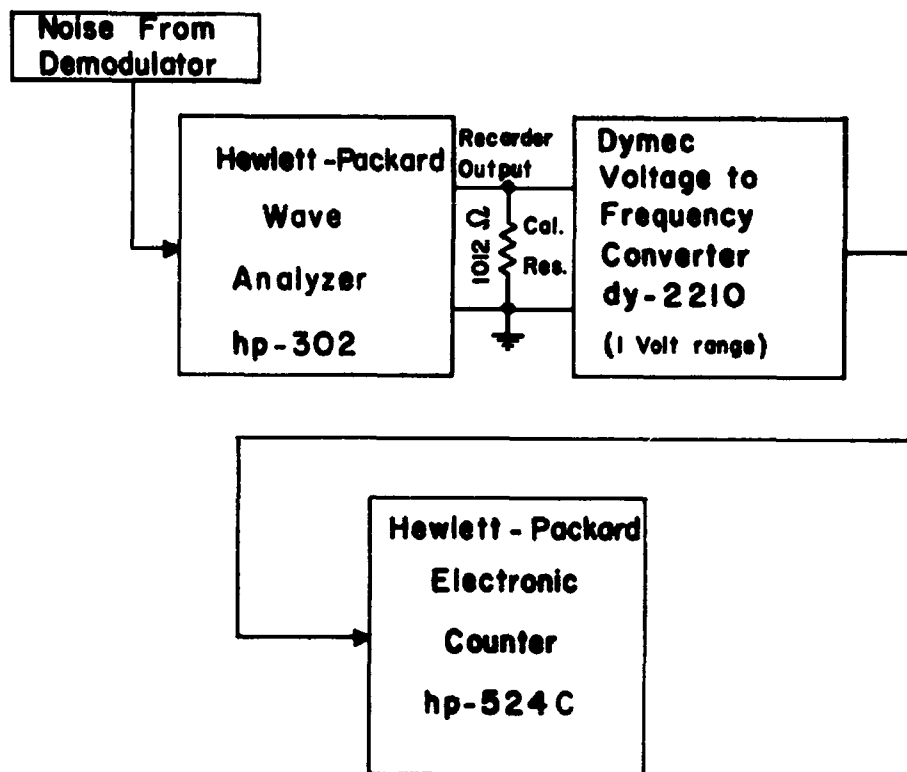 Noise From
Demodulator
Hewlett-Packard
Wave
Analyzer
hp-302
Recorder
Output
1012 Ω
Cal.
Res.
Dymec
Voltage to
Frequency
Converter
dy-2210
(1 Volt range)
Hewlett-Packard
Electronic
Counter
hp-524C